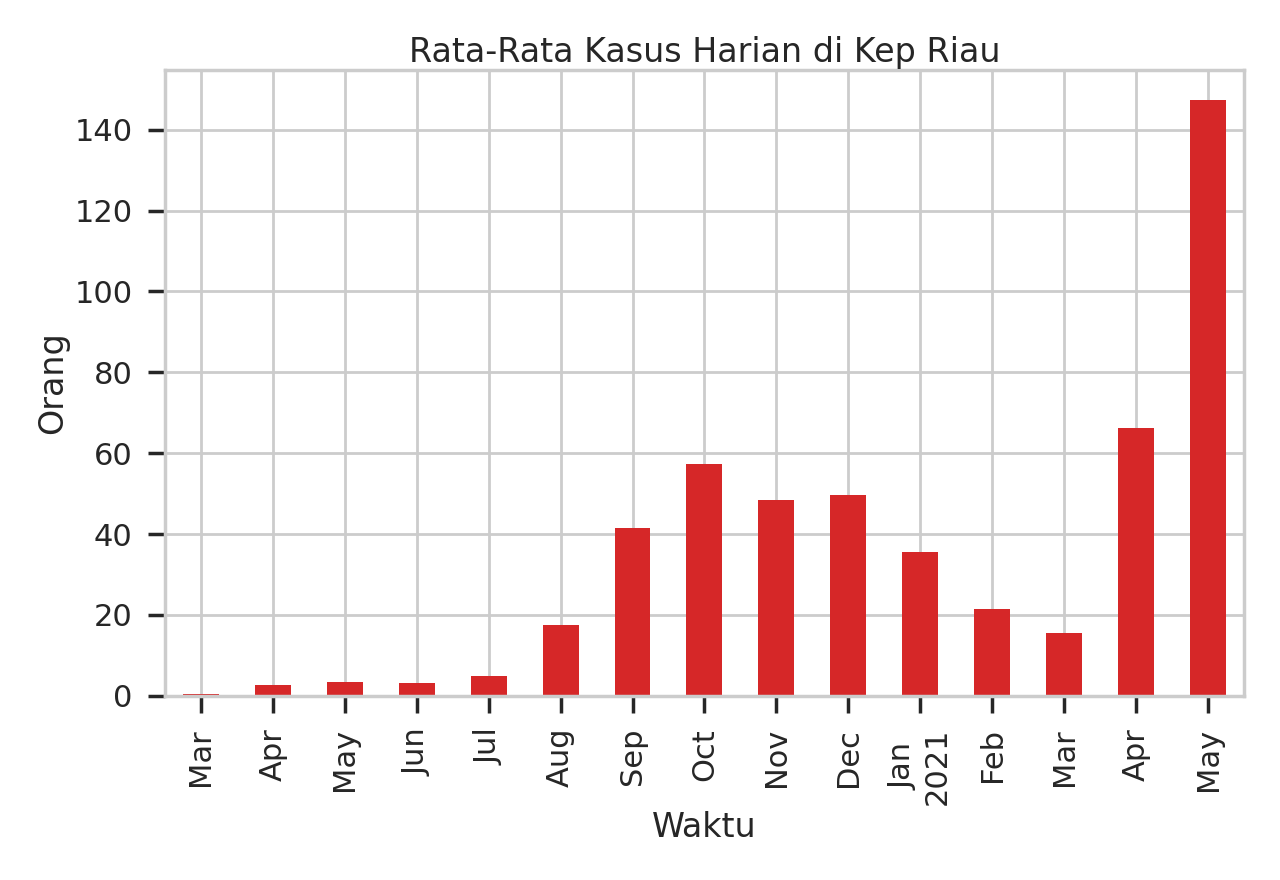 Rata-Rata Kasus Harian di Kep Riau
140
120
100
80
60
40
20
0
Orang
Mar
Apr
May
Jun
Jul
Aug
Sep
Oct
Nov
Dec
Jan
2021
Feb
Mar
Apr
May
Waktu